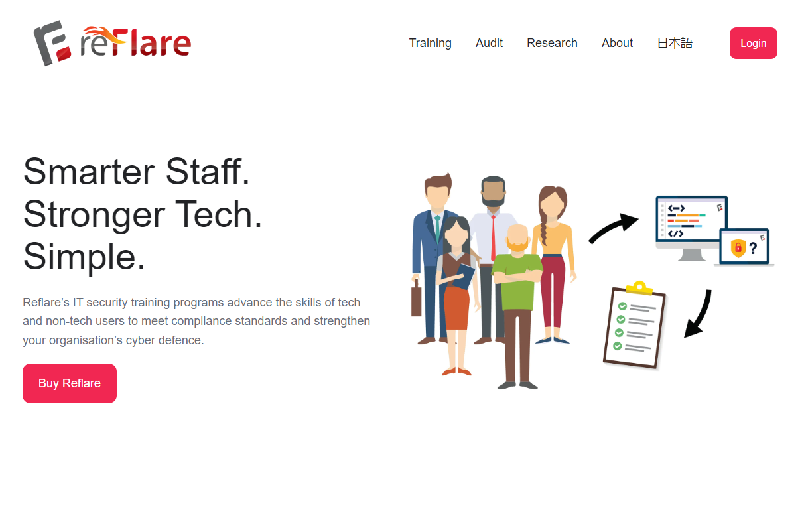 reFlare
Training
Audit
Research
About
日本語
Login
Smarter Staff.
Stronger Tech.
Simple.
Reflare's IT security training programs advance the skills of tech
and non-tech users to meet compliance standards and strengthen
your organisation's cyber defence.
Buy Reflare